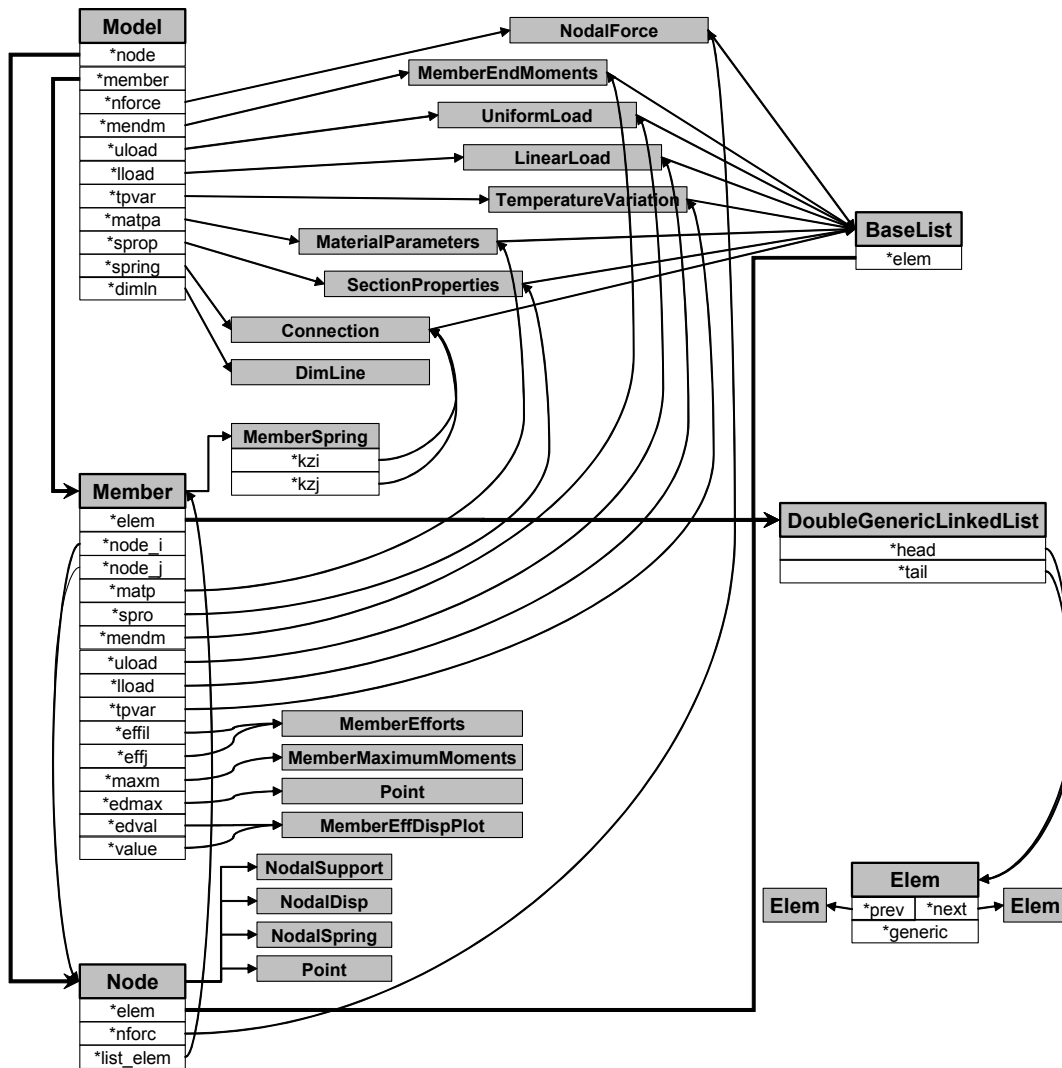 Model
*node
*member
*nforce
*mendm
*uload
*lload
*tpvar
*matpa
*sprop
*spring
*dimln
NodalForce
MemberEndMoments
UniformLoad
LinearLoad
TemperatureVariation
MaterialParameters
SectionProperties
Connection
DimLine
BaseList
*elem
MemberSpring
*kzi
*kzj
Member
*elem
*node_i
*node_j
*matp
*spro
*mendm
*uload
*lload
*tpvar
*effil
*effj
*maxm
*edmax
*edval
*value
DoubleGenericLinkedList
*head
*tail
MemberEfforts
MemberMaximumMoments
Point
MemberEffDispPlot
NodalSupport
NodalDisp
NodalSpring
Point
Elem
Elem
*prev *next
Elem
*generic
Node
*elem
*nforc
*list_elem